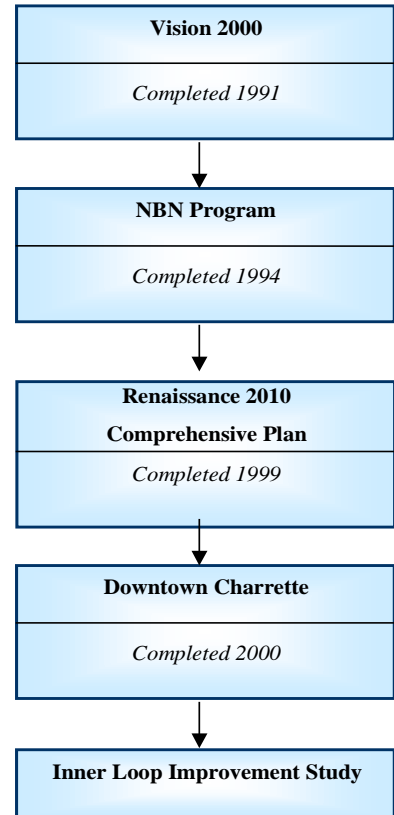 Vision 2000
Completed 1991
NBN Program
Completed 1994
Renaissance 2010
Comprehensive Plan
Completed 1999
Downtown Charrette
Completed 2000
Inner Loop Improvement Study